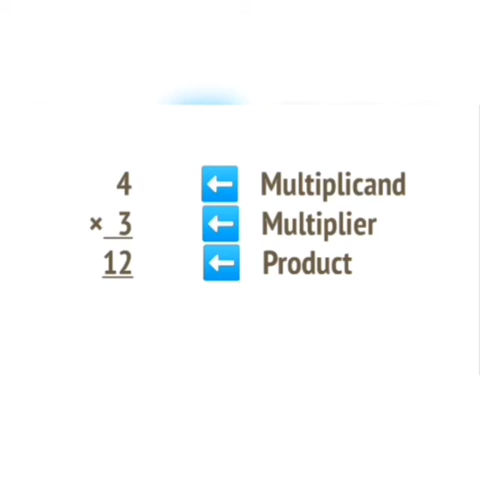 4 ⬅ Multiplicand
× 3 ⬅ Multiplier
12 ⬅ Product